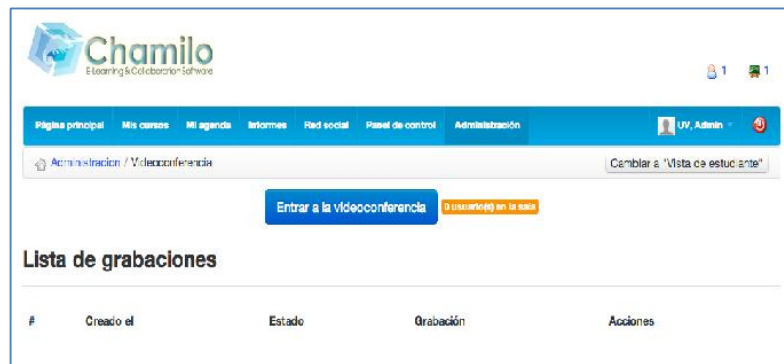 Chamilo
E-Learning & Collaboration Software
1 1
Página principal Mis cursos Mi agenda Informes Red social Panel de control Administración UV, Admin
Administracion / Videoconferencia Cambiar a "Vista de estudiante"
Entrar a la videoconferencia 0 usuario(s) en la sala
Lista de grabaciones
# Creado el Estado Grabación Acciones